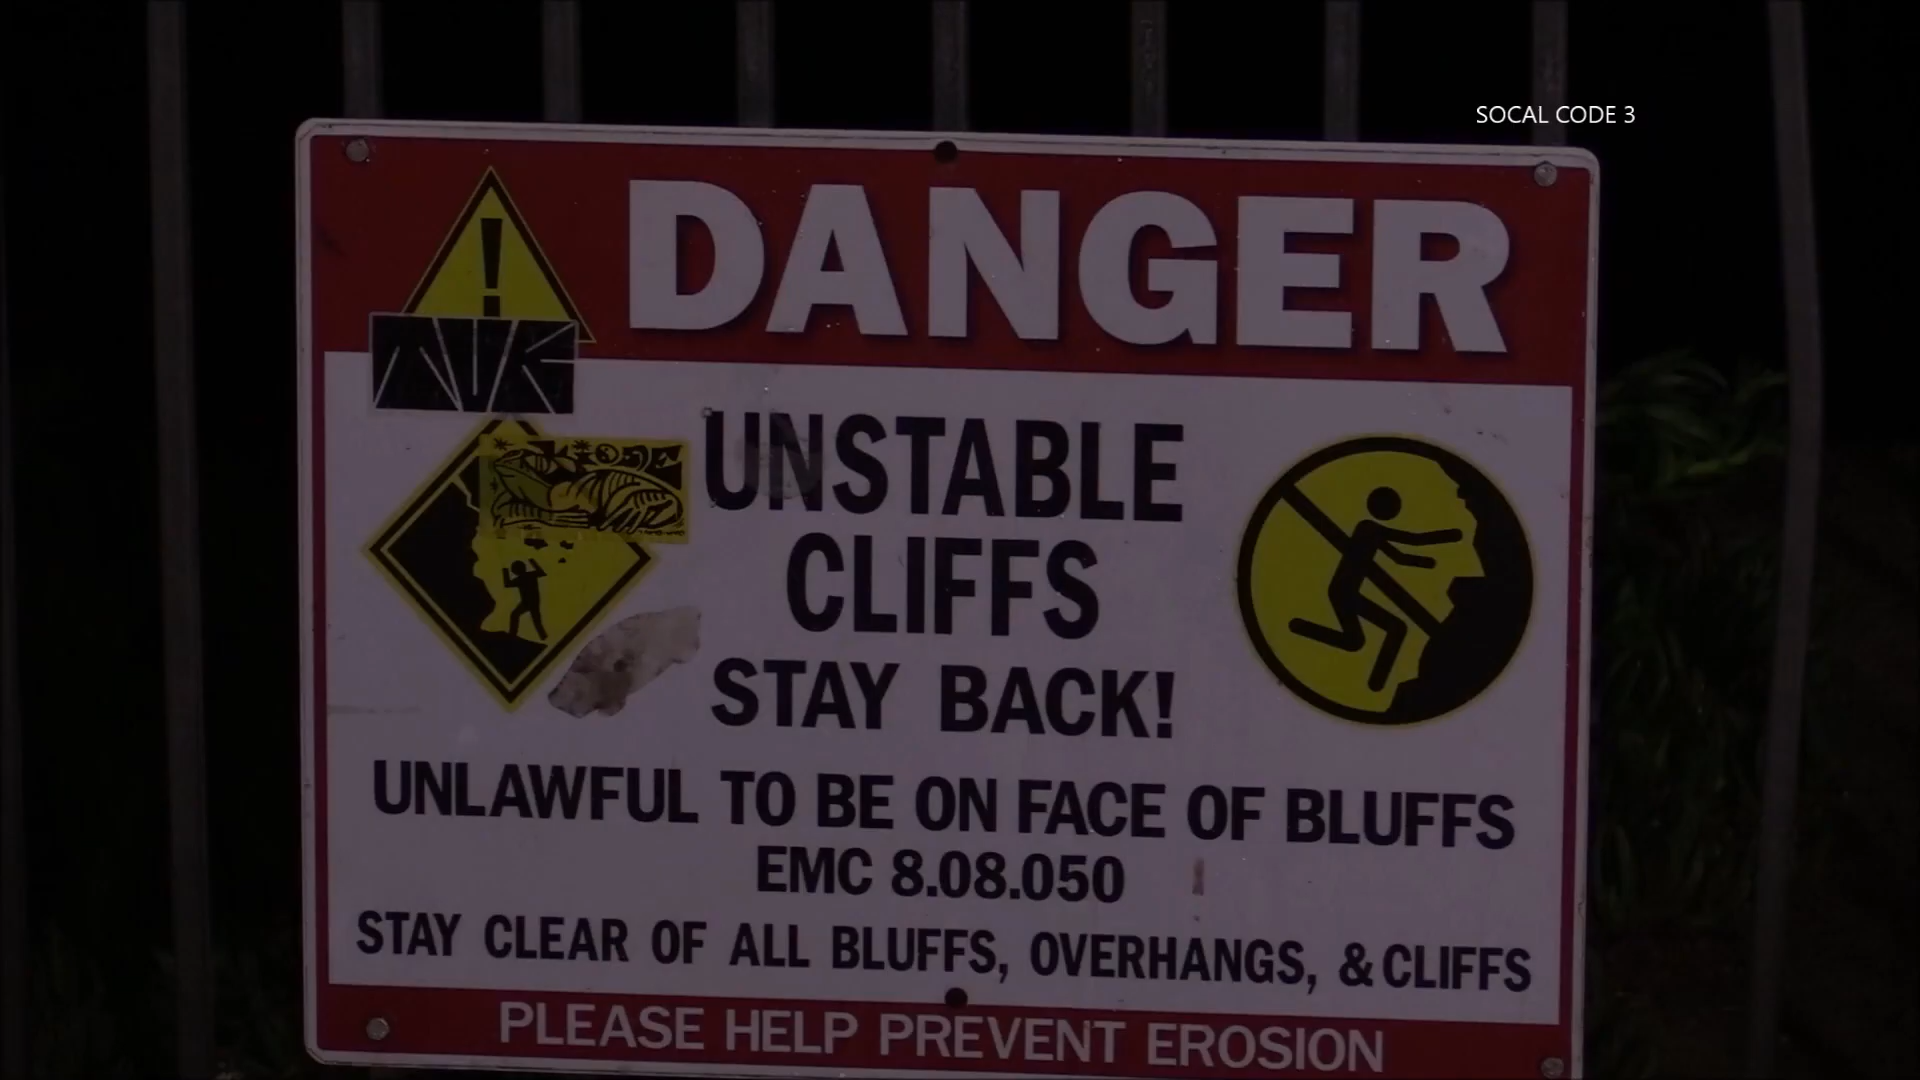 SOCAL CODE 3
DANGER
UNSTABLE
CLIFFS
STAY BACK!
UNLAWFUL TO BE ON FACE OF BLUFFS
EMC 8.08.050
STAY CLEAR OF ALL BLUFFS, OVERHANGS, & CLIFFS
PLEASE HELP PREVENT EROSION